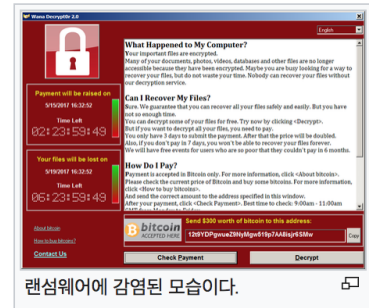 Wana Decrypt0r 2.0
English
What Happened to My Computer?
Your important files are encrypted.
Many of your documents, photos, videos, databases and other files are no longer
accessible because they have been encrypted. Maybe you are busy looking for a way to
recover your files, but do not waste your time. Nobody can recover your files without
our decryption service.
Can I Recover My Files?
Sure. We guarantee that you can recover all your files safely and easily. But you have
not so enough time.
You can decrypt some of your files for free. Try now by clicking <Decrypt>.
But if you want to decrypt all your files, you need to pay.
You only have 3 days to submit the payment. After that the price will be doubled.
Also, if you don't pay in 7 days, you won't be able to recover your files forever.
We will have free events for users who are so poor that they couldn't pay in 6 months.
How Do I Pay?
Payment is accepted in Bitcoin only. For more information, click <About bitcoin>.
Please check the current price of Bitcoin and buy some bitcoins. For more information,
click <How to buy bitcoins>.
And send the correct amount to the address specified in this window.
After your payment, click <Check Payment>. Best time to check: 9:00am - 11:00am
GMT from Monday to Friday.
Payment will be raised on
5/15/2017 16:32:52
Time Left
02:23:59:49
Your files will be lost on
5/19/2017 16:32:52
Time Left
06:23:59:49
About bitcoin
How to buy bitcoins?
Contact Us
bitcoin
ACCEPTED HERE
Send $300 worth of bitcoin to this address:
Copy
Check Payment
Decrypt
랜섬웨어에 감염된 모습이다.